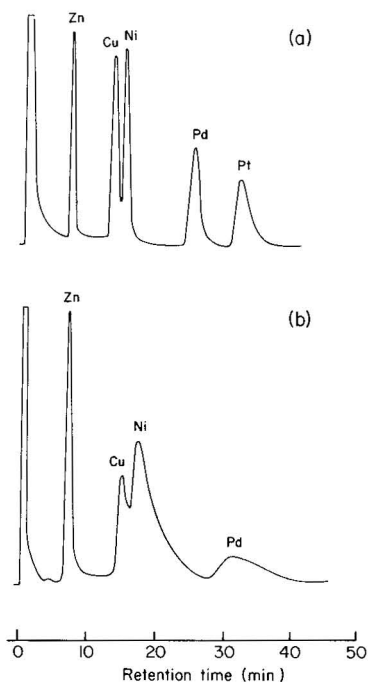 (a)
Zn
Cu Ni
Pd
Pt
(b)
Zn
Cu
Ni
Pd
0 10 20 30 40 50
Retention time (min)